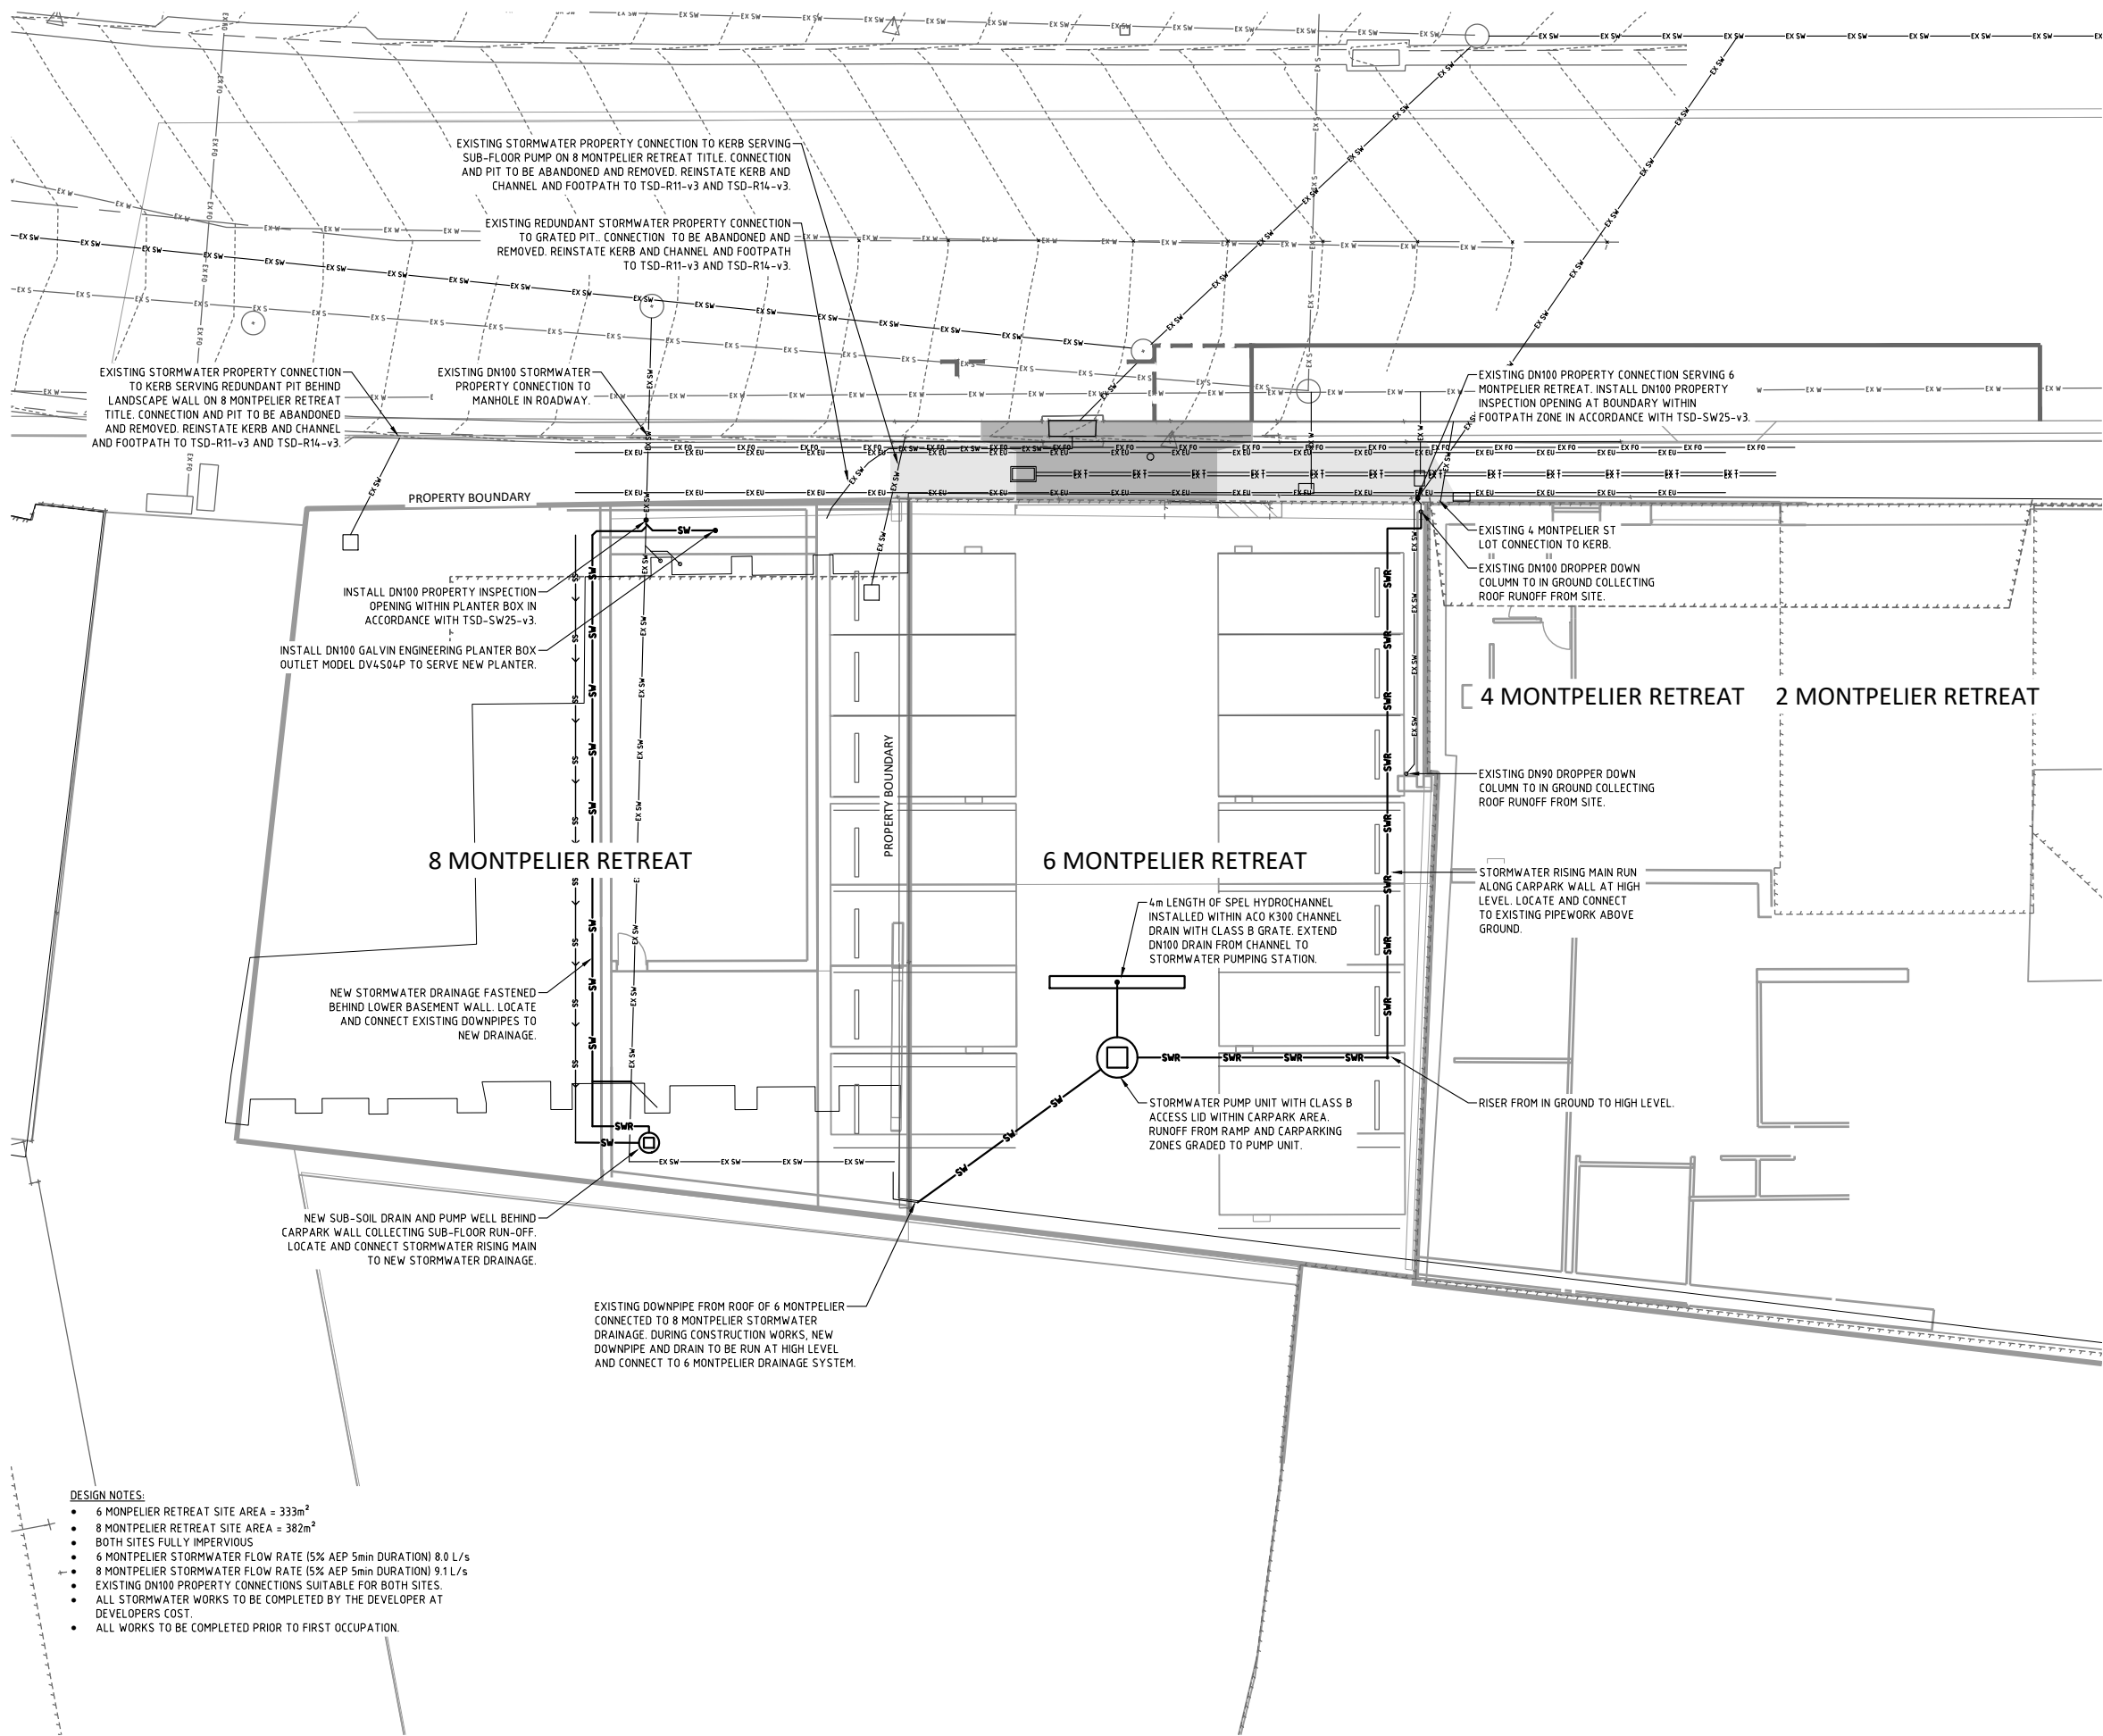 EXISTING STORMWATER PROPERTY CONNECTION TO KERB SERVING
SUB-FLOOR PUMP ON 8 MONTPELIER RETREAT TITLE. CONNECTION
AND PIT TO BE ABANDONED AND REMOVED. REINSTATE KERB AND
CHANNEL AND FOOTPATH TO TSD-R11-v3 AND TSD-R14-v3.
EXISTING REDUNDANT STORMWATER PROPERTY CONNECTION
TO GRATED PIT.. CONNECTION TO BE ABANDONED AND
REMOVED. REINSTATE KERB AND CHANNEL AND FOOTPATH
TO TSD-R11-v3 AND TSD-R14-v3.
EXISTING STORMWATER PROPERTY CONNECTION
TO KERB SERVING REDUNDANT PIT BEHIND
LANDSCAPE WALL ON 8 MONTPELIER RETREAT
TITLE. CONNECTION AND PIT TO BE ABANDONED
AND REMOVED. REINSTATE KERB AND CHANNEL
AND FOOTPATH TO TSD-R11-v3 AND TSD-R14-v3.
EXISTING DN100 STORMWATER
PROPERTY CONNECTION TO
MANHOLE IN ROADWAY.
EXISTING DN100 PROPERTY CONNECTION SERVING 6
MONTPELIER RETREAT. INSTALL DN100 PROPERTY
INSPECTION OPENING AT BOUNDARY WITHIN
FOOTPATH ZONE IN ACCORDANCE WITH TSD-SW25-v3.
PROPERTY BOUNDARY
EXISTING 4 MONTPELIER ST
LOT CONNECTION TO KERB.
EXISTING DN100 DROPPER DOWN
COLUMN TO IN GROUND COLLECTING
ROOF RUNOFF FROM SITE.
INSTALL DN100 PROPERTY INSPECTION
OPENING WITHIN PLANTER BOX IN
ACCORDANCE WITH TSD-SW25-v3.
INSTALL DN100 GALVIN ENGINEERING PLANTER BOX
OUTLET MODEL DV4S04P TO SERVE NEW PLANTER.
4 MONTPELIER RETREAT
2 MONTPELIER RETREAT
PROPERTY BOUNDARY
EXISTING DN90 DROPPER DOWN
COLUMN TO IN GROUND COLLECTING
ROOF RUNOFF FROM SITE.
8 MONTPELIER RETREAT
6 MONTPELIER RETREAT
STORMWATER RISING MAIN RUN
ALONG CARPARK WALL AT HIGH
LEVEL. LOCATE AND CONNECT
TO EXISTING PIPEWORK ABOVE
GROUND.
4m LENGTH OF SPEL HYDROCHANNEL
INSTALLED WITHIN ACO K300 CHANNEL
DRAIN WITH CLASS B GRATE. EXTEND
DN100 DRAIN FROM CHANNEL TO
STORMWATER PUMPING STATION.
NEW STORMWATER DRAINAGE FASTENED
BEHIND LOWER BASEMENT WALL. LOCATE
AND CONNECT EXISTING DOWNPIPES TO
NEW DRAINAGE.
SWR SWR SWR SWR
STORMWATER PUMP UNIT WITH CLASS B
ACCESS LID WITHIN CARPARK AREA.
RUNOFF FROM RAMP AND CARPARKING
ZONES GRADED TO PUMP UNIT.
RISER FROM IN GROUND TO HIGH LEVEL.
SWR
SW
EX SW EX SW EX SW EX SW
NEW SUB-SOIL DRAIN AND PUMP WELL BEHIND
CARPARK WALL COLLECTING SUB-FLOOR RUN-OFF.
LOCATE AND CONNECT STORMWATER RISING MAIN
TO NEW STORMWATER DRAINAGE.
EXISTING DOWNPIPE FROM ROOF OF 6 MONTPELIER
CONNECTED TO 8 MONTPELIER STORMWATER
DRAINAGE. DURING CONSTRUCTION WORKS, NEW
DOWNPIPE AND DRAIN TO BE RUN AT HIGH LEVEL
AND CONNECT TO 6 MONTPELIER DRAINAGE SYSTEM.
DESIGN NOTES:
• 6 MONPELIER RETREAT SITE AREA = 333m²
• 8 MONTPELIER RETREAT SITE AREA = 382m²
• BOTH SITES FULLY IMPERVIOUS
• 6 MONTPELIER STORMWATER FLOW RATE (5% AEP 5min DURATION) 8.0 L/s
• 8 MONTPELIER STORMWATER FLOW RATE (5% AEP 5min DURATION) 9.1 L/s
• EXISTING DN100 PROPERTY CONNECTIONS SUITABLE FOR BOTH SITES.
• ALL STORMWATER WORKS TO BE COMPLETED BY THE DEVELOPER AT
DEVELOPERS COST.
• ALL WORKS TO BE COMPLETED PRIOR TO FIRST OCCUPATION.